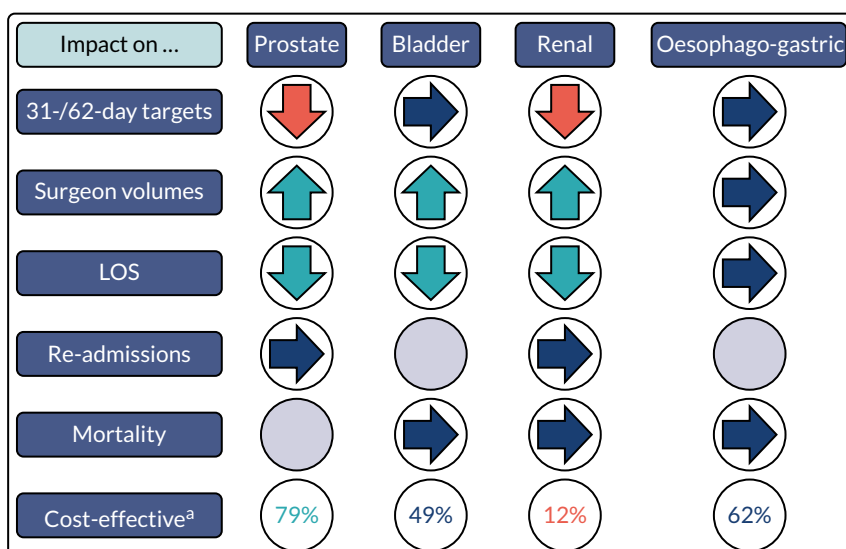 Impact on ... Prostate Bladder Renal Oesophago-gastric
31-/62-day targets
Surgeon volumes
LOS
Re-admissions
Mortality
Cost-effectiveᵃ 79% 49% 12% 62%